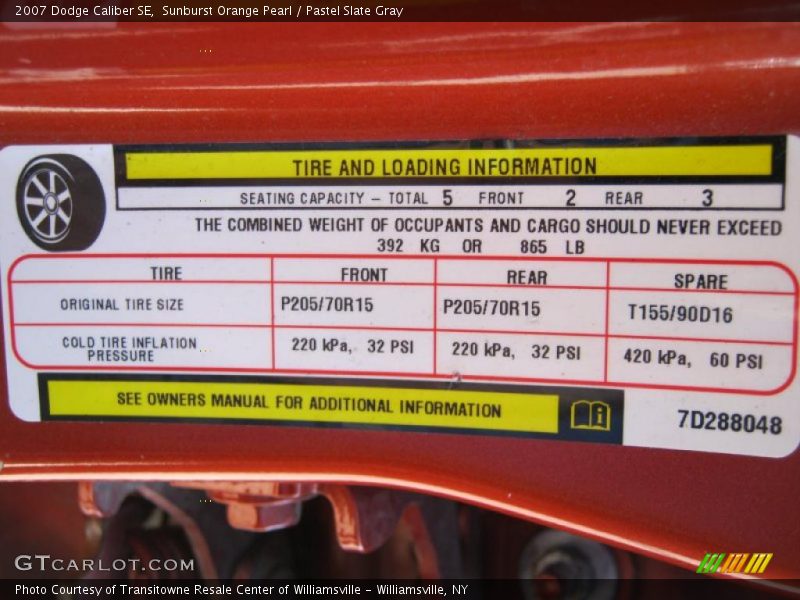 2007 Dodge Caliber SE,  Sunburst Orange Pearl / Pastel Slate Gray
TIRE AND LOADING INFORMATION
SEATING CAPACITY – TOTAL 5 FRONT 2 REAR 3
THE COMBINED WEIGHT OF OCCUPANTS AND CARGO SHOULD NEVER EXCEED
392 KG OR 865 LB
TIRE FRONT REAR SPARE
ORIGINAL TIRE SIZE P205/70R15 P205/70R15 T155/90D16
COLD TIRE INFLATION PRESSURE 220 kPa, 32 PSI 220 kPa, 32 PSI 420 kPa, 60 PSI
SEE OWNERS MANUAL FOR ADDITIONAL INFORMATION
7D288048
GTCARLOT.COM
Photo Courtesy of Transitowne Resale Center of Williamsville – Williamsville, NY